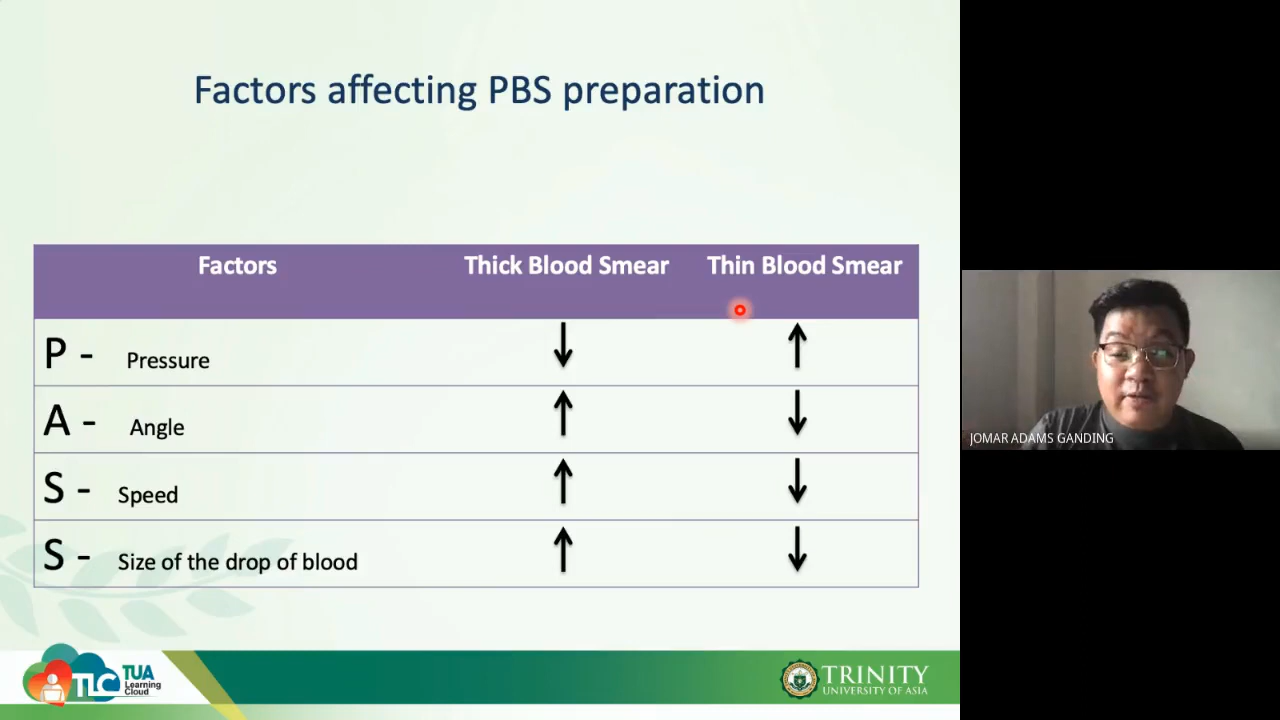 Factors affecting PBS preparation
Factors Thick Blood Smear Thin Blood Smear
P - Pressure ↓ ↑
A - Angle ↑ ↓
S - Speed ↑ ↓
S - Size of the drop of blood ↑ ↓
JOMAR ADAMS GANDING
TLC TUA
Learning
Cloud
TRINITY
UNIVERSITY OF ASIA